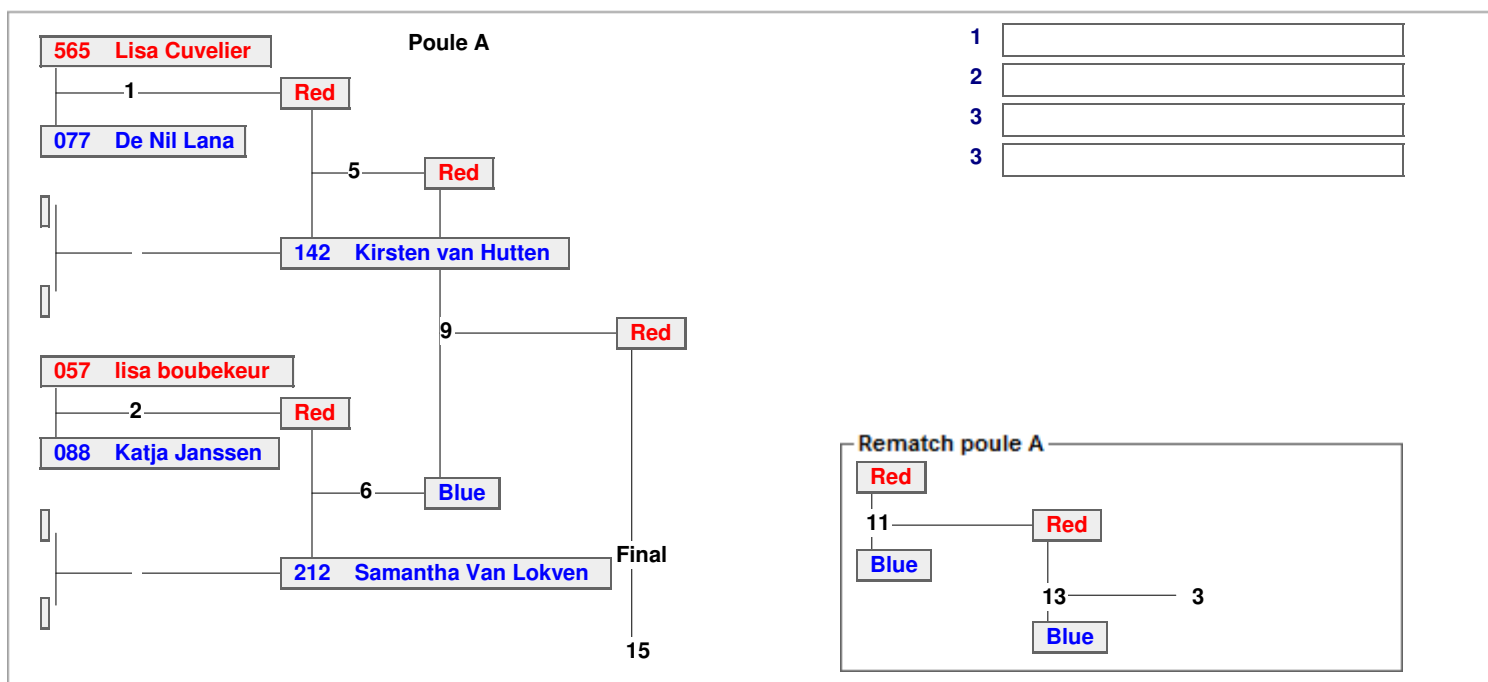 Poule A
565 Lisa Cuvelier
1
Red
077 De Nil Lana
5
Red
142 Kirsten van Hutten
9
Red
057 lisa boubekeur
2
Red
088 Katja Janssen
6
Blue
212 Samantha Van Lokven
Final
15
1
2
3
3
Rematch poule A
Red
11
Red
Blue
13
3
Blue